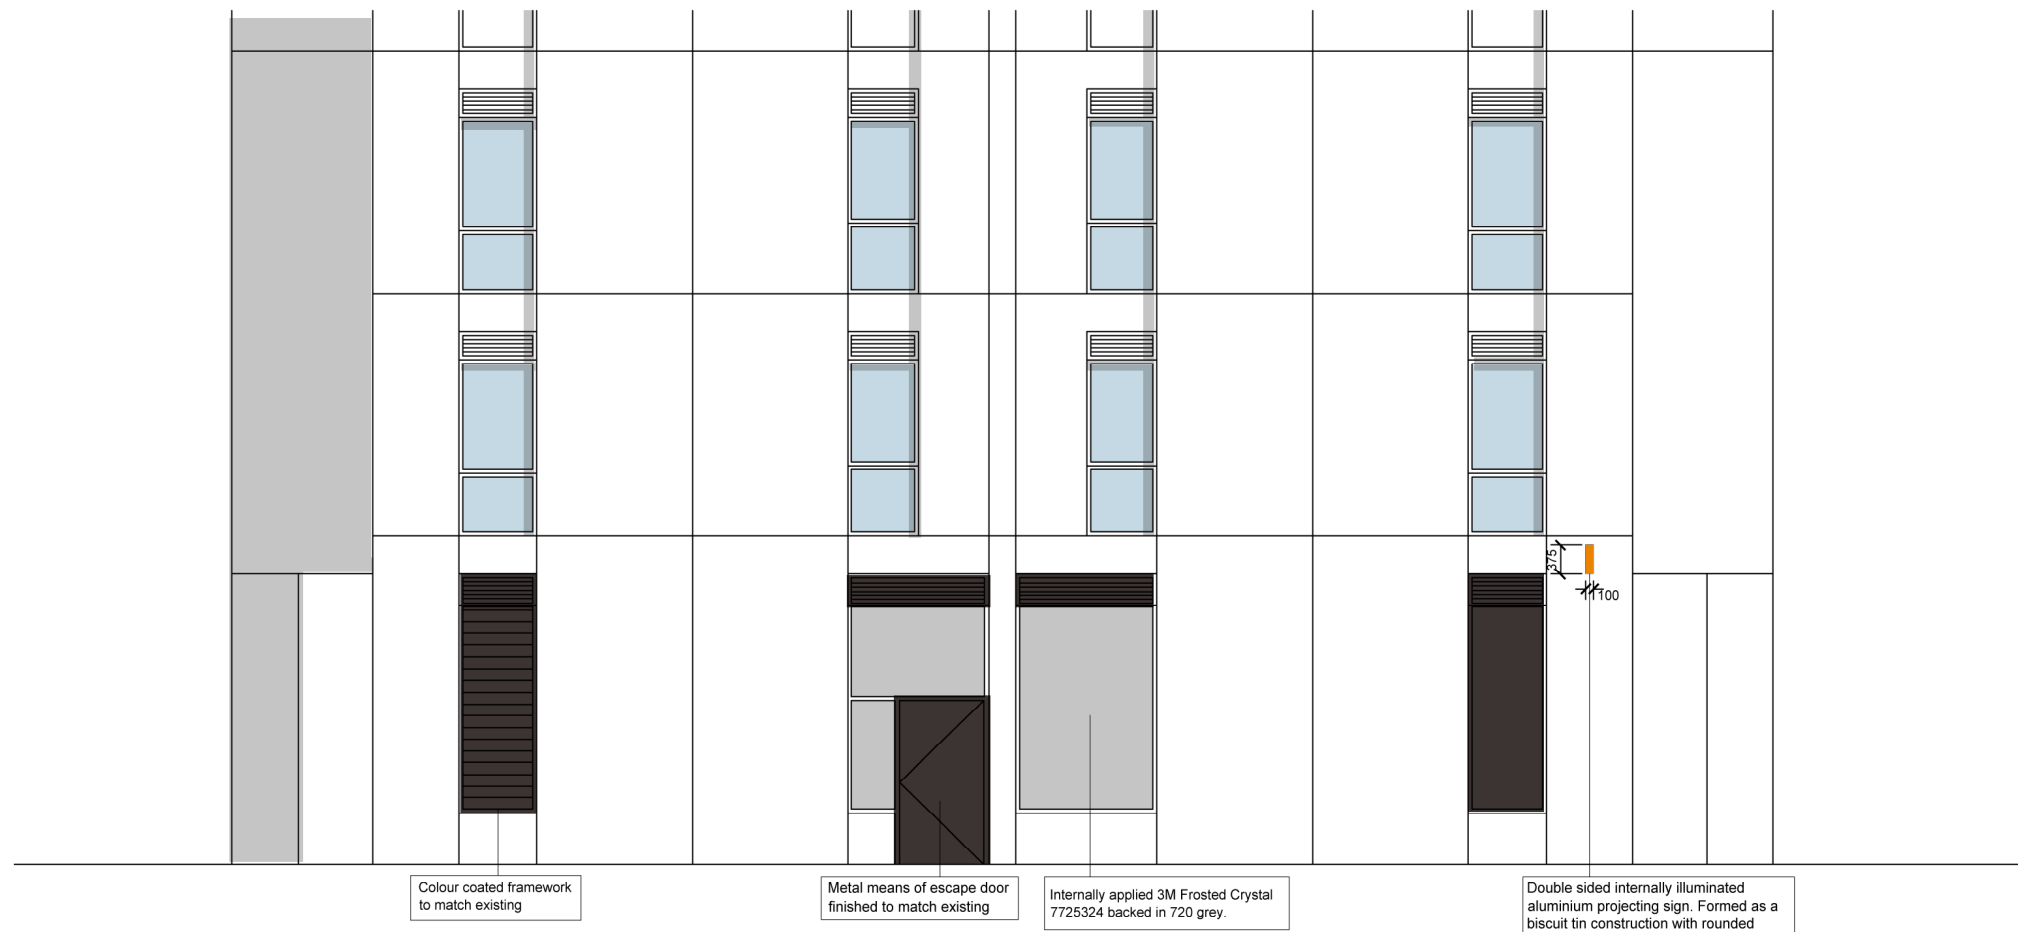 375
100
Colour coated framework
to match existing
Metal means of escape door
finished to match existing
Internally applied 3M Frosted Crystal
7725324 backed in 720 grey.
Double sided internally illuminated
aluminium projecting sign. Formed as a
biscuit tin construction with rounded